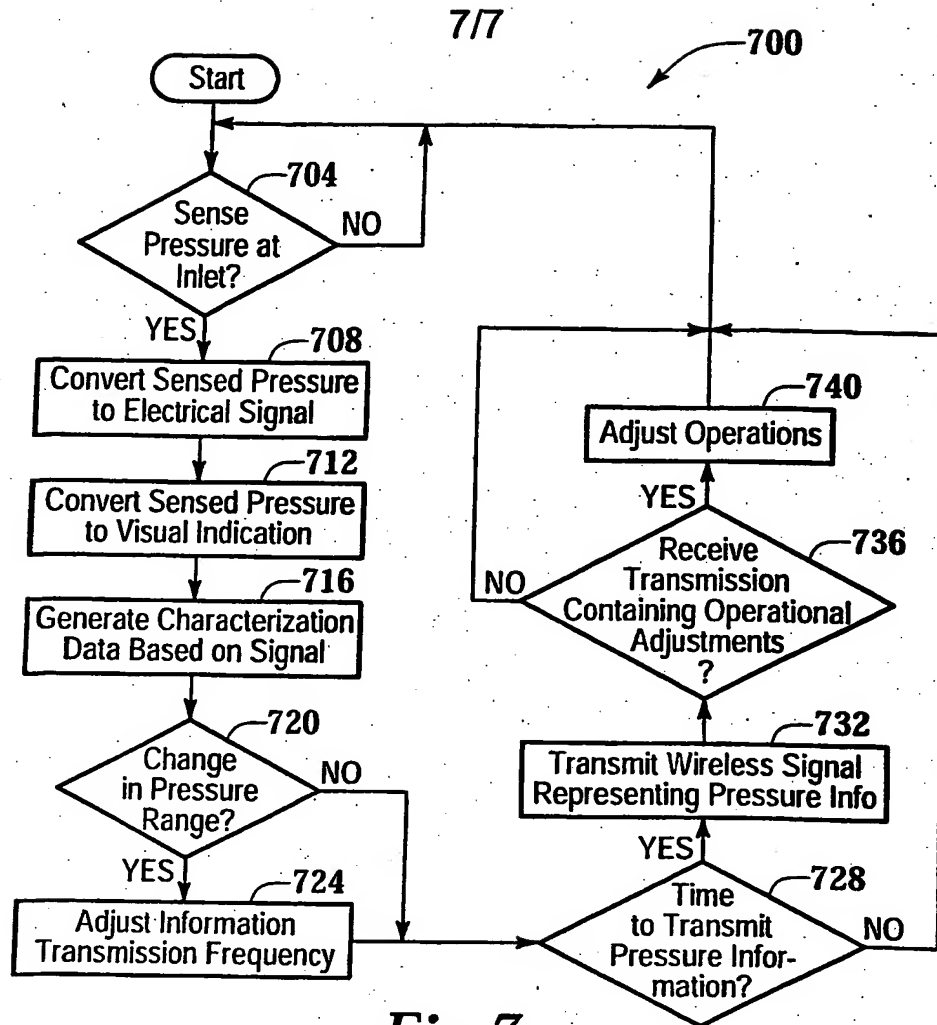 7/7
700
Start
704
Sense
Pressure at
Inlet?
NO
YES
708
Convert Sensed Pressure
to Electrical Signal
712
Convert Sensed Pressure
to Visual Indication
716
Generate Characterization
Data Based on Signal
720
Change
in Pressure
Range?
NO
YES
724
Adjust Information
Transmission Frequency
728
Time
to Transmit
Pressure Infor-
mation?
NO
YES
732
Transmit Wireless Signal
Representing Pressure Info
736
Receive
Transmission
Containing Operational
Adjustments
?
NO
YES
740
Adjust Operations
Fig. 7